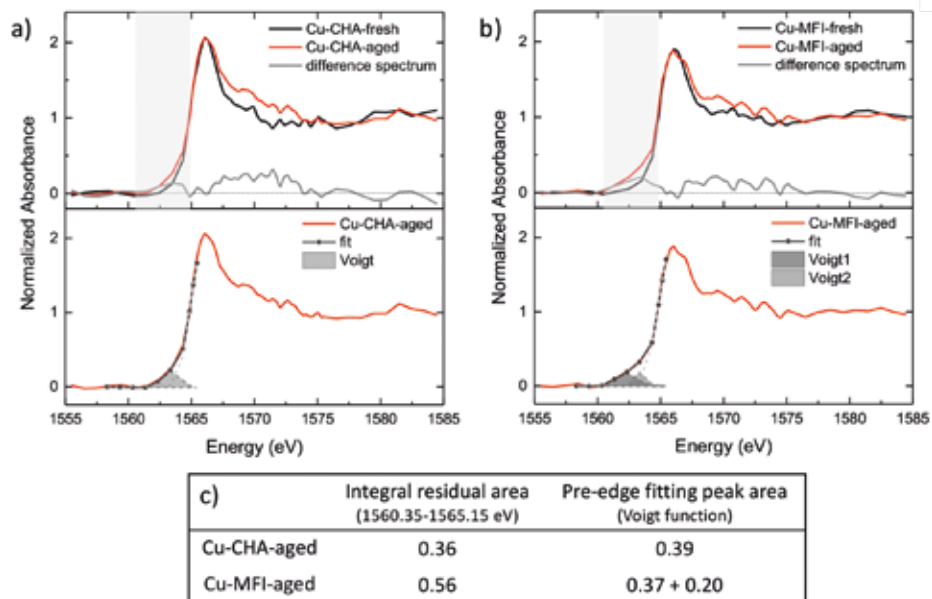 a)
Cu-CHA-fresh
Cu-CHA-aged
difference spectrum
2
1
0
Cu-CHA-aged
fit
Voigt
2
1
0
Normalized Absorbance
1555 1560 1565 1570 1575 1580 1585
Energy (eV)
b)
Cu-MFI-fresh
Cu-MFI-aged
difference spectrum
2
1
0
Cu-MFI-aged
fit
Voigt1
Voigt2
2
1
0
Normalized Absorbance
1555 1560 1565 1570 1575 1580 1585
Energy (eV)
c) Integral residual area Pre-edge fitting peak area
(1560.35-1565.15 eV) (Voigt function)
Cu-CHA-aged 0.36 0.39
Cu-MFI-aged 0.56 0.37 + 0.20